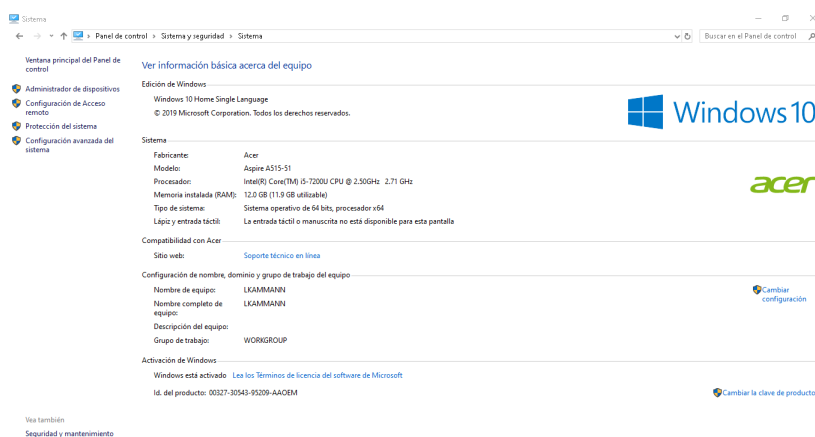 Sistema
Panel de control > Sistema y seguridad > Sistema
Buscar en el Panel de control
Ventana principal del Panel de
control
Administrador de dispositivos
Configuración de Acceso
remoto
Protección del sistema
Configuración avanzada del
sistema
Ver información básica acerca del equipo
Edición de Windows
Windows 10 Home Single Language
© 2019 Microsoft Corporation. Todos los derechos reservados.
Windows 10
Sistema
Fabricante: Acer
Modelo: Aspire A515-51
Procesador: Intel(R) Core(TM) i5-7200U CPU @ 2.50GHz 2.71 GHz
Memoria instalada (RAM): 12.0 GB (11.9 GB utilizable)
Tipo de sistema: Sistema operativo de 64 bits, procesador x64
Lápiz y entrada táctil: La entrada táctil o manuscrita no está disponible para esta pantalla
acer
Compatibilidad con Acer
Sitio web: Soporte técnico en línea
Configuración de nombre, dominio y grupo de trabajo del equipo
Nombre de equipo: LKAMMANN
Nombre completo de LKAMMANN
equipo:
Descripción del equipo:
Grupo de trabajo: WORKGROUP
Cambiar
configuración
Activación de Windows
Windows está activado Lea los Términos de licencia del software de Microsoft
Id. del producto: 00327-30543-95209-AAOEM
Cambiar la clave de producto
Vea también
Seguridad y mantenimiento